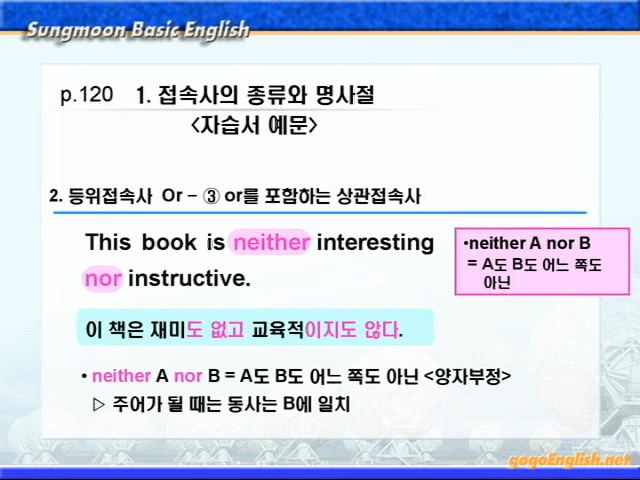 Sungmoon Basic English
p.120 1. 접속사의 종류와 명사절
<자습서 예문>
2. 등위접속사 Or – ③ or를 포함하는 상관접속사
This book is neither interesting
nor instructive.
•neither A nor B
= A도 B도 어느 쪽도
아닌
이 책은 재미도 없고 교육적이지도 않다.
• neither A nor B = A도 B도 어느 쪽도 아닌 <양자부정>
▷ 주어가 될 때는 동사는 B에 일치
gogoEnglish.net